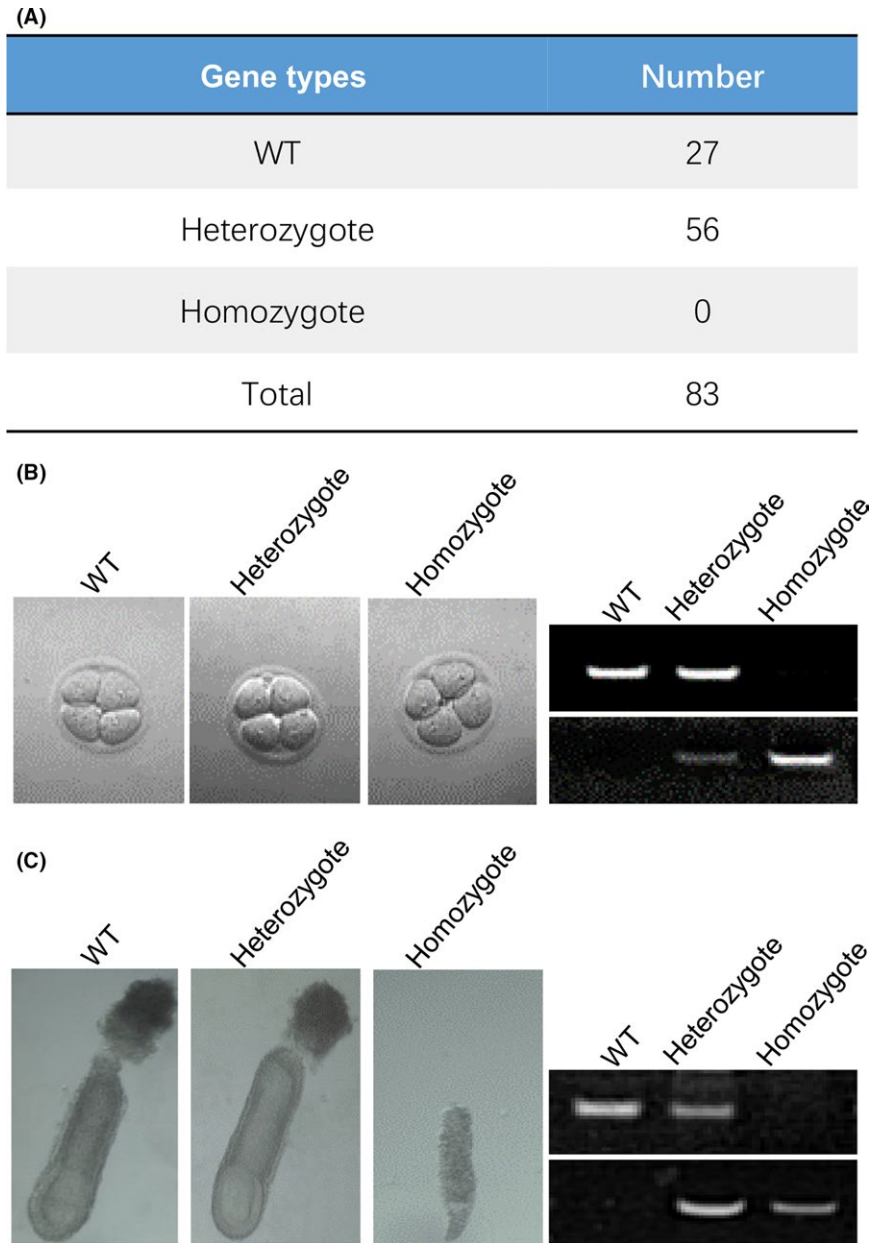 (A)
Gene types Number
WT 27
Heterozygote 56
Homozygote 0
Total 83
(B)
WT Heterozygote Homozygote WT Heterozygote Homozygote
(C)
WT Heterozygote Homozygote WT Heterozygote Homozygote